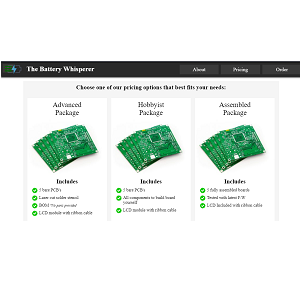 The Battery Whisperer
About
Pricing
Order
Choose one of our pricing options that best fits your needs:
Advanced
Package
Includes
5 bare PCB's
Laser cut solder stencil
BOM *No parts provided
LCD module with ribbon cable
Hobbyist
Package
Includes
5 bare PCB's
All components to build board
yourself
LCD module with ribbon cable
Assembled
Package
Includes
5 fully assembled boards
Tested with latest F/W
LCD Included with ribbon cable